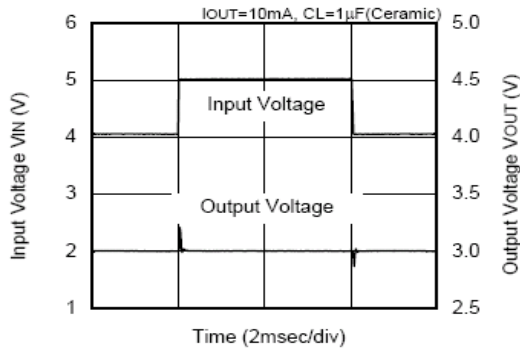 IOUT=10mA, CL=1µF(Ceramic)
Input Voltage VIN (V)
6
5
4
3
2
1
Input Voltage
Output Voltage
5.0
4.5
4.0
3.5
3.0
2.5
Output Voltage VOUT (V)
Time (2msec/div)